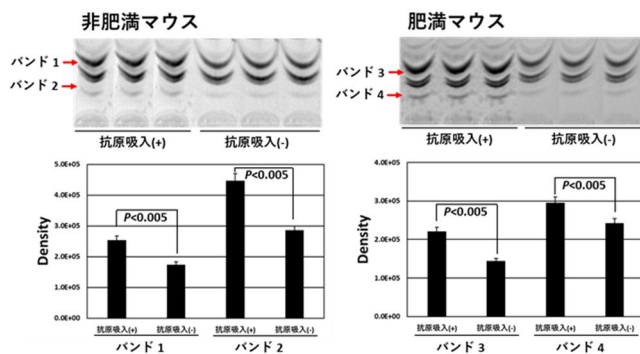 非肥満マウス
バンド 1
バンド 2
抗原吸入(+) 抗原吸入(-)
Density
5.0E+05
4.0E+05
3.0E+05
2.0E+05
1.0E+05
0.0E+00
P<0.005
P<0.005
抗原吸入(+) 抗原吸入(-) 抗原吸入(+) 抗原吸入(-)
バンド 1 バンド 2
肥満マウス
バンド 3
バンド 4
抗原吸入(+) 抗原吸入(-)
Density
4.0E+05
3.0E+05
2.0E+05
1.0E+05
0.0E+00
P<0.005
P<0.005
抗原吸入(+) 抗原吸入(-) 抗原吸入(+) 抗原吸入(-)
バンド 3 バンド 4